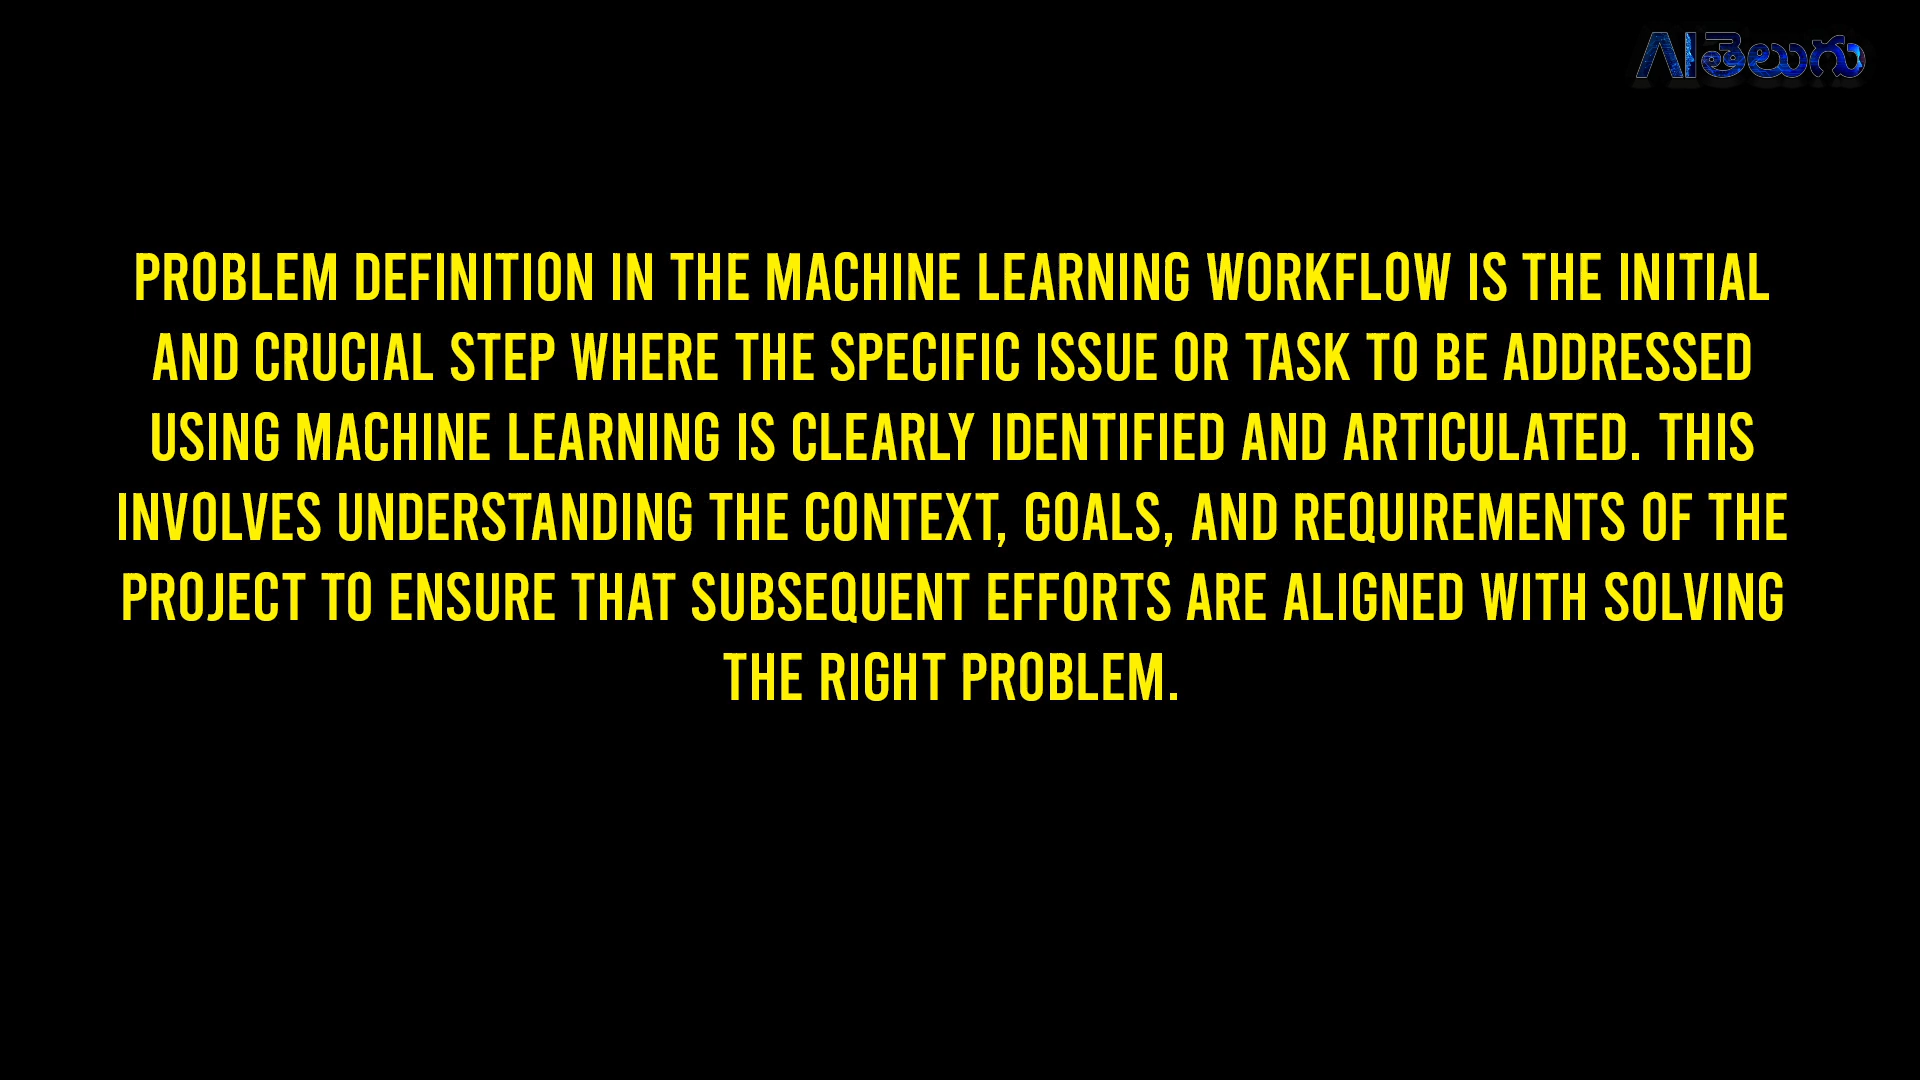 AIతెలుగు
PROBLEM DEFINITION IN THE MACHINE LEARNING WORKFLOW IS THE INITIAL
AND CRUCIAL STEP WHERE THE SPECIFIC ISSUE OR TASK TO BE ADDRESSED
USING MACHINE LEARNING IS CLEARLY IDENTIFIED AND ARTICULATED. THIS
INVOLVES UNDERSTANDING THE CONTEXT, GOALS, AND REQUIREMENTS OF THE
PROJECT TO ENSURE THAT SUBSEQUENT EFFORTS ARE ALIGNED WITH SOLVING
THE RIGHT PROBLEM.